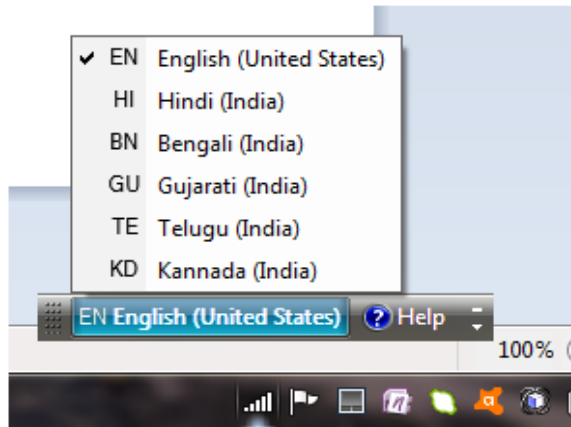 EN English (United States)
HI Hindi (India)
BN Bengali (India)
GU Gujarati (India)
TE Telugu (India)
KD Kannada (India)
EN English (United States) ? Help
100%